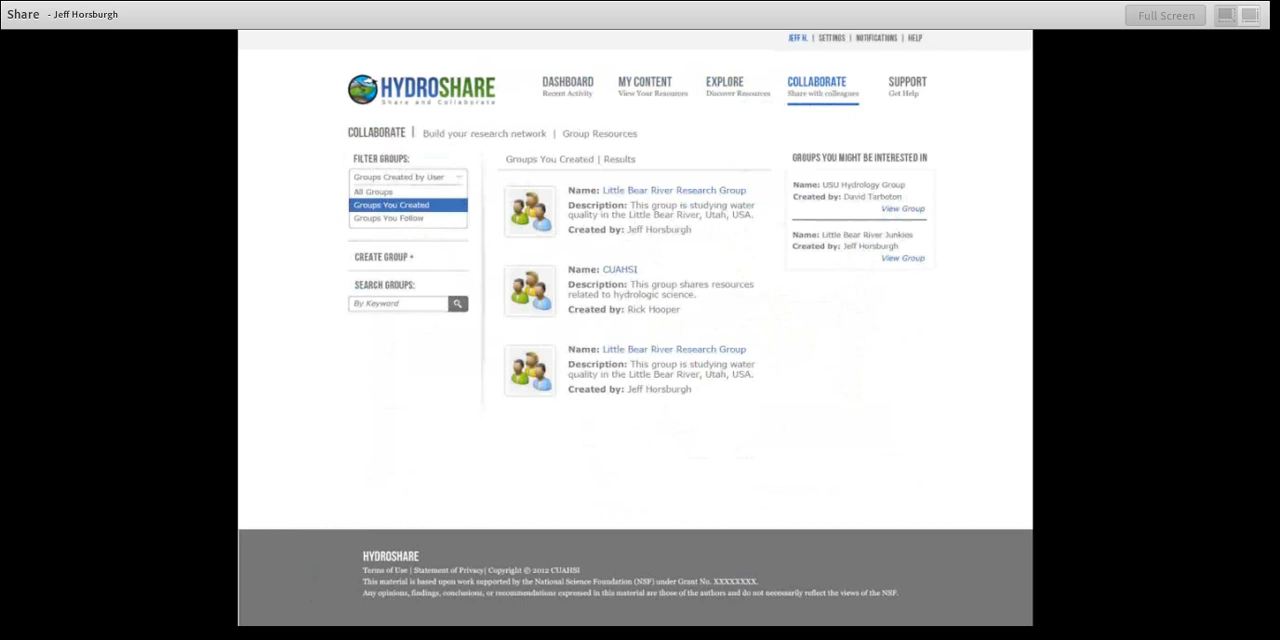 Share - Jeff Horsburgh
Full Screen
JEFF H. | SETTINGS | NOTIFICATIONS | HELP
HYDROSHARE
Share and Collaborate
DASHBOARD
Recent Activity
MY CONTENT
View Your Resources
EXPLORE
Discover Resources
COLLABORATE
Share with colleagues
SUPPORT
Get Help
COLLABORATE | Build your research network | Group Resources
FILTER GROUPS:
Groups Created by User
All Groups
Groups You Created
Groups You Follow
CREATE GROUP +
SEARCH GROUPS:
By Keyword
Groups You Created | Results
Name: Little Bear River Research Group
Description: This group is studying water
quality in the Little Bear River, Utah, USA.
Created by: Jeff Horsburgh
Name: CUAHSI
Description: This group shares resources
related to hydrologic science.
Created by: Rick Hooper
Name: Little Bear River Research Group
Description: This group is studying water
quality in the Little Bear River, Utah, USA.
Created by: Jeff Horsburgh
GROUPS YOU MIGHT BE INTERESTED IN
Name: USU Hydrology Group
Created by: David Tarboton
View Group
Name: Little Bear River Junkies
Created by: Jeff Horsburgh
View Group
HYDROSHARE
Terms of Use | Statement of Privacy| Copyright © 2012 CUAHSI
This material is based upon work supported by the National Science Foundation (NSF) under Grant No. XXXXXXXX.
Any opinions, findings, conclusions, or recommendations expressed in this material are those of the authors and do not necessarily reflect the views of the NSF.